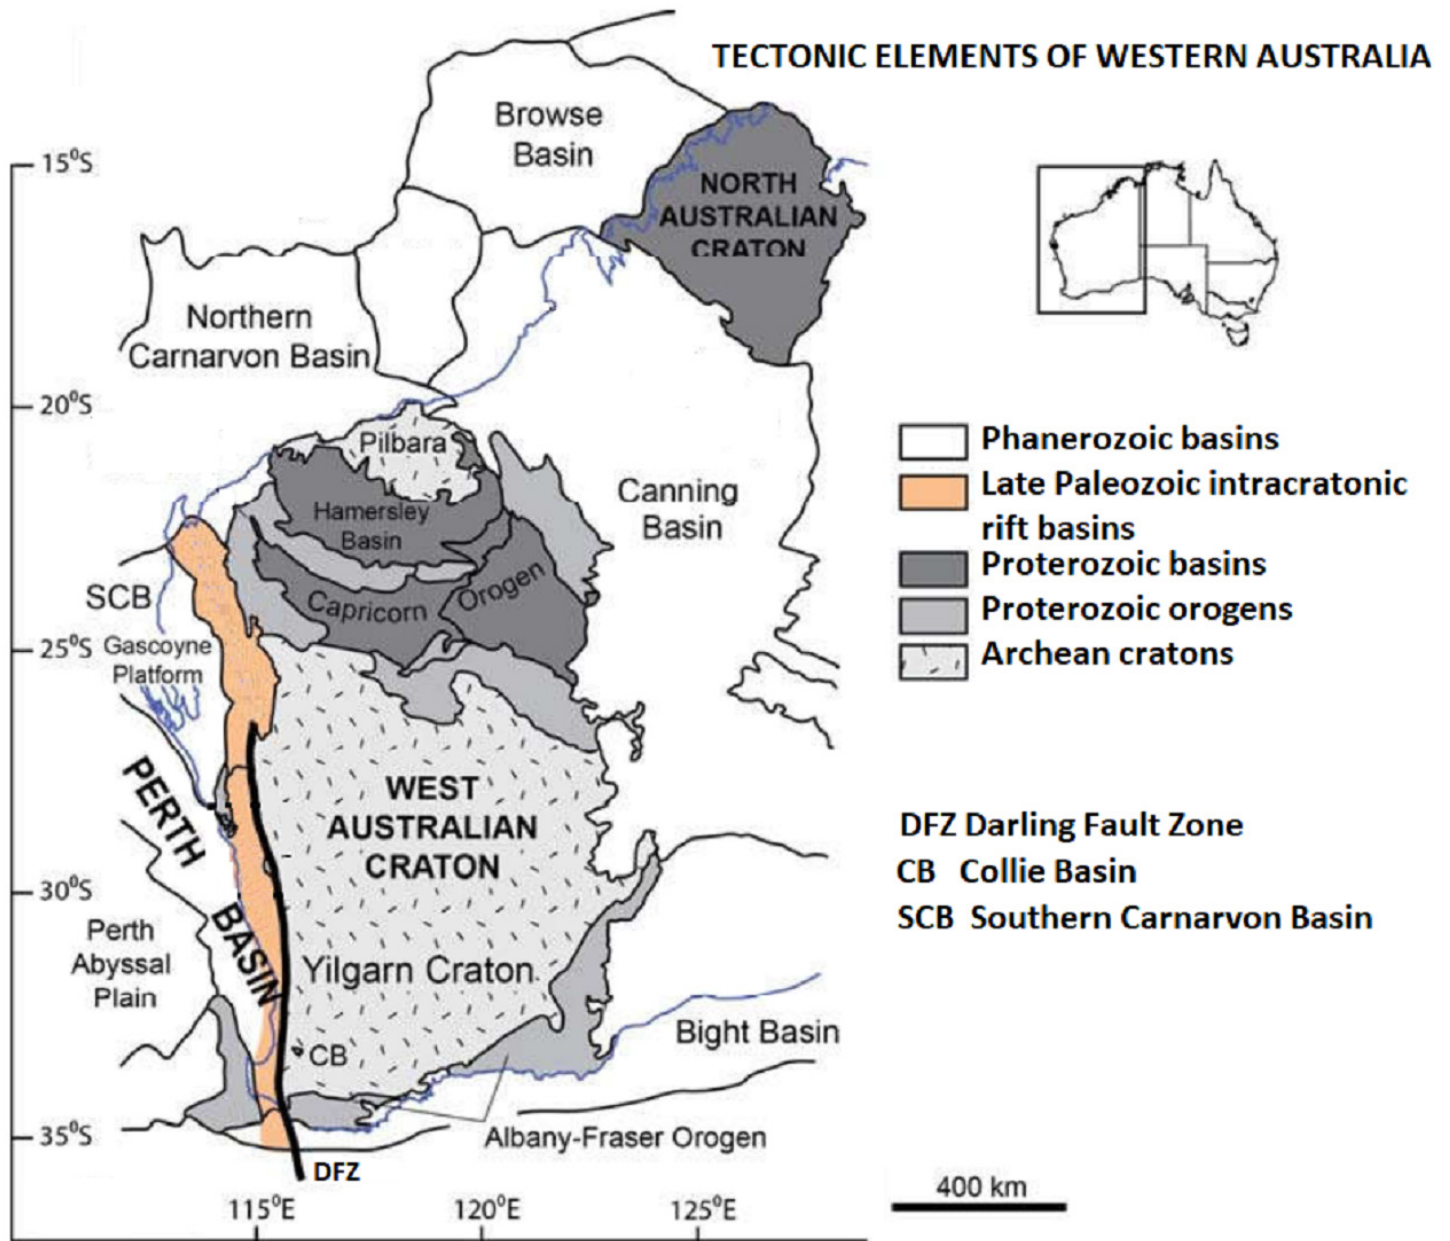 TECTONIC ELEMENTS OF WESTERN AUSTRALIA
Browse
Basin
15⁰S
NORTH
AUSTRALIAN
CRATON
Northern
Carnarvon Basin
20⁰S
Pilbara
Phanerozoic basins
Late Paleozoic intracratonic
rift basins
Proterozoic basins
Proterozoic orogens
Archean cratons
Canning
Basin
Hamersley
Basin
SCB
Capricorn
Orogen
25⁰S
Gascoyne
Platform
PERTH
BASIN
WEST
AUSTRALIAN
CRATON
DFZ Darling Fault Zone
CB Collie Basin
SCB Southern Carnarvon Basin
30⁰S
Perth
Abyssal
Plain
Yilgarn Craton
CB
Bight Basin
35⁰S
Albany-Fraser Orogen
DFZ
400 km
115⁰E
120⁰E
125⁰E